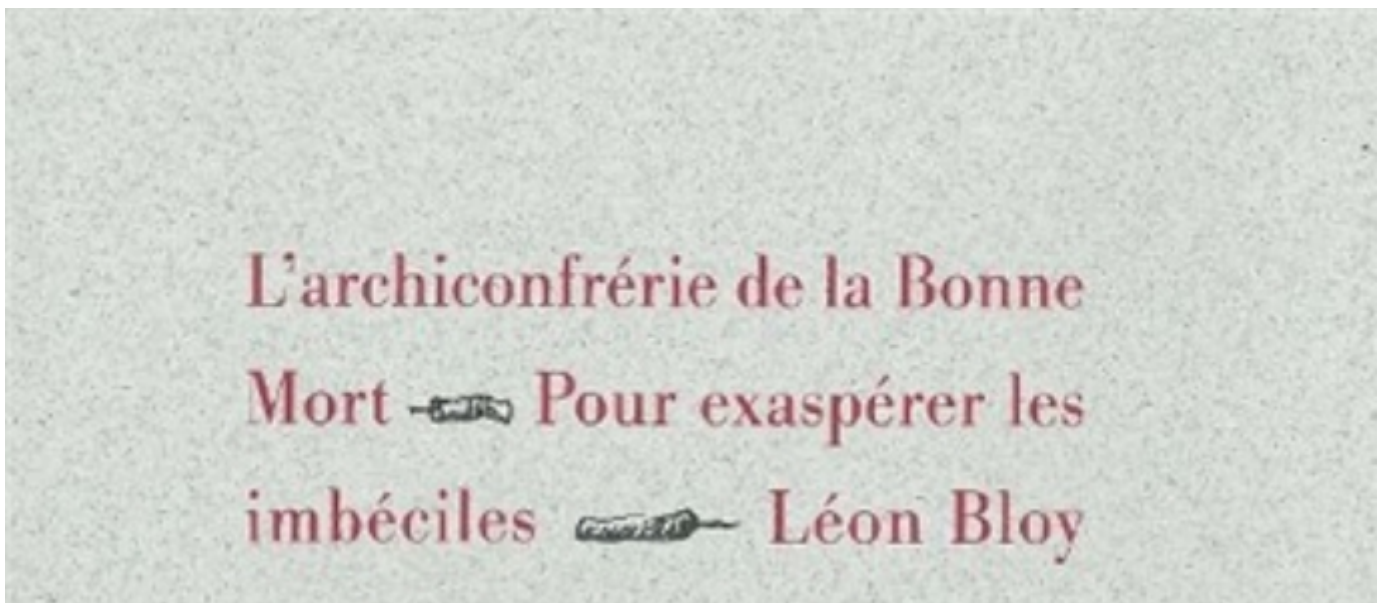 L'archiconfrérie de la Bonne
Mort Pour exaspérer les
imbéciles Léon Bloy